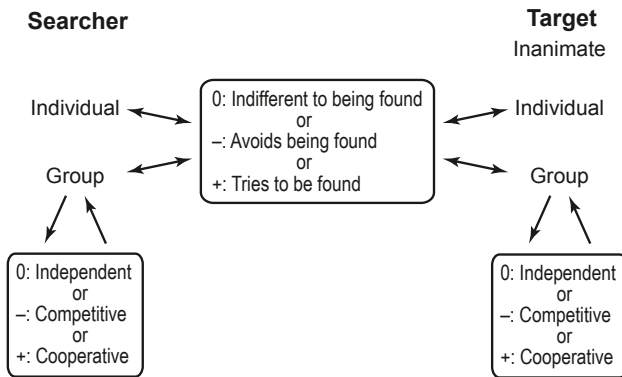 Searcher
Target
Inanimate
Individual
0: Indifferent to being found
or
–: Avoids being found
or
+: Tries to be found
Individual
Group
Group
0: Independent
or
–: Competitive
or
+: Cooperative
0: Independent
or
–: Competitive
or
+: Cooperative